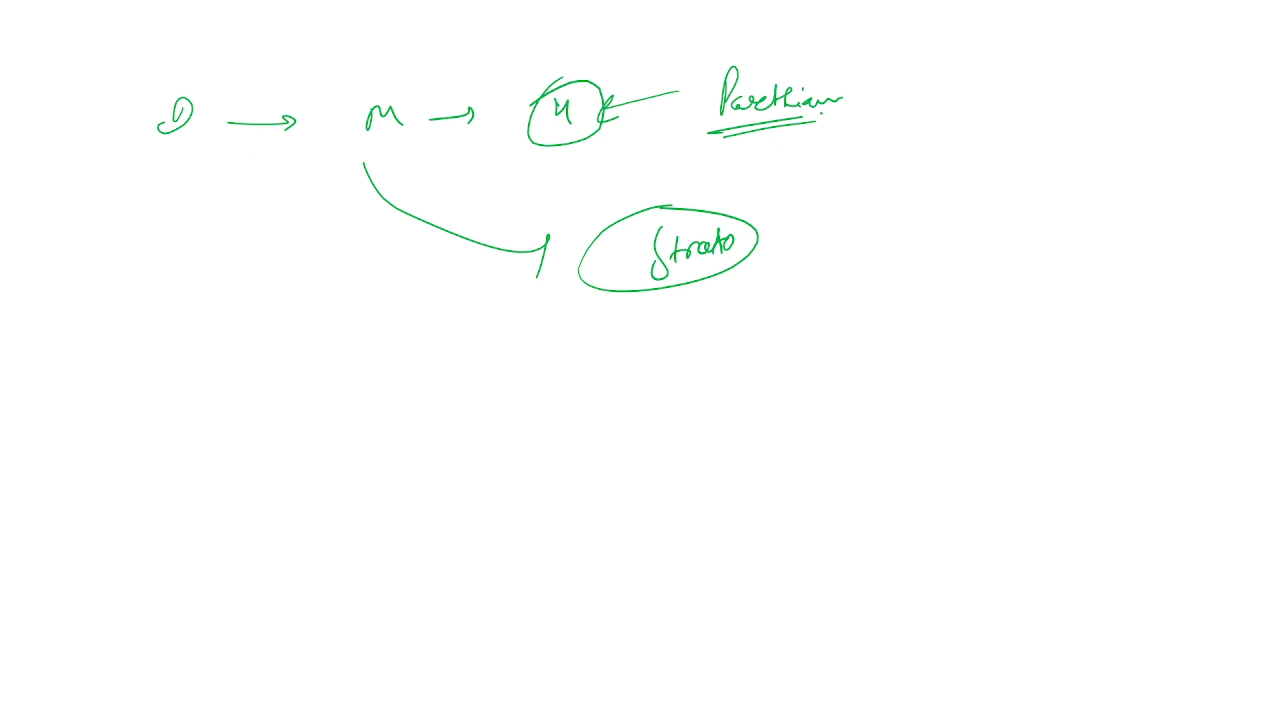 D → M → H ← Parthian
Strato